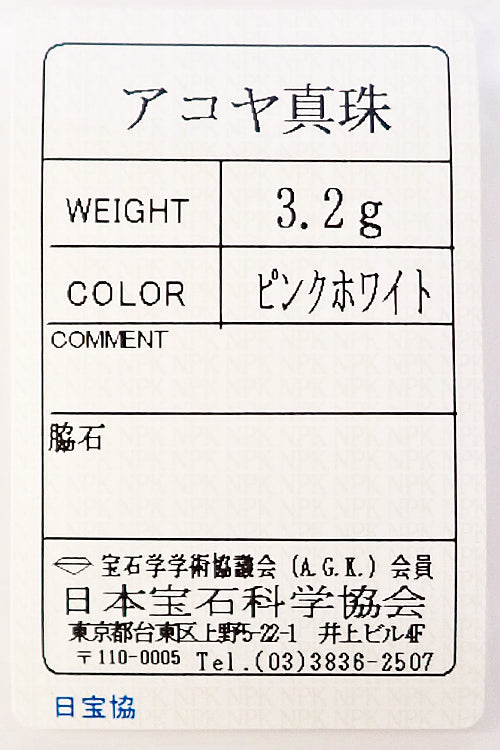 アコヤ真珠
WEIGHT 3.2g
COLOR ピンクホワイト
COMMENT
脇石
宝石学学術協議会(A.G.K.)会員
日本宝石科学協会
東京都台東区上野5-22-1 井上ビル4F
〒110-0005 Tel.(03)3836-2507
日宝協